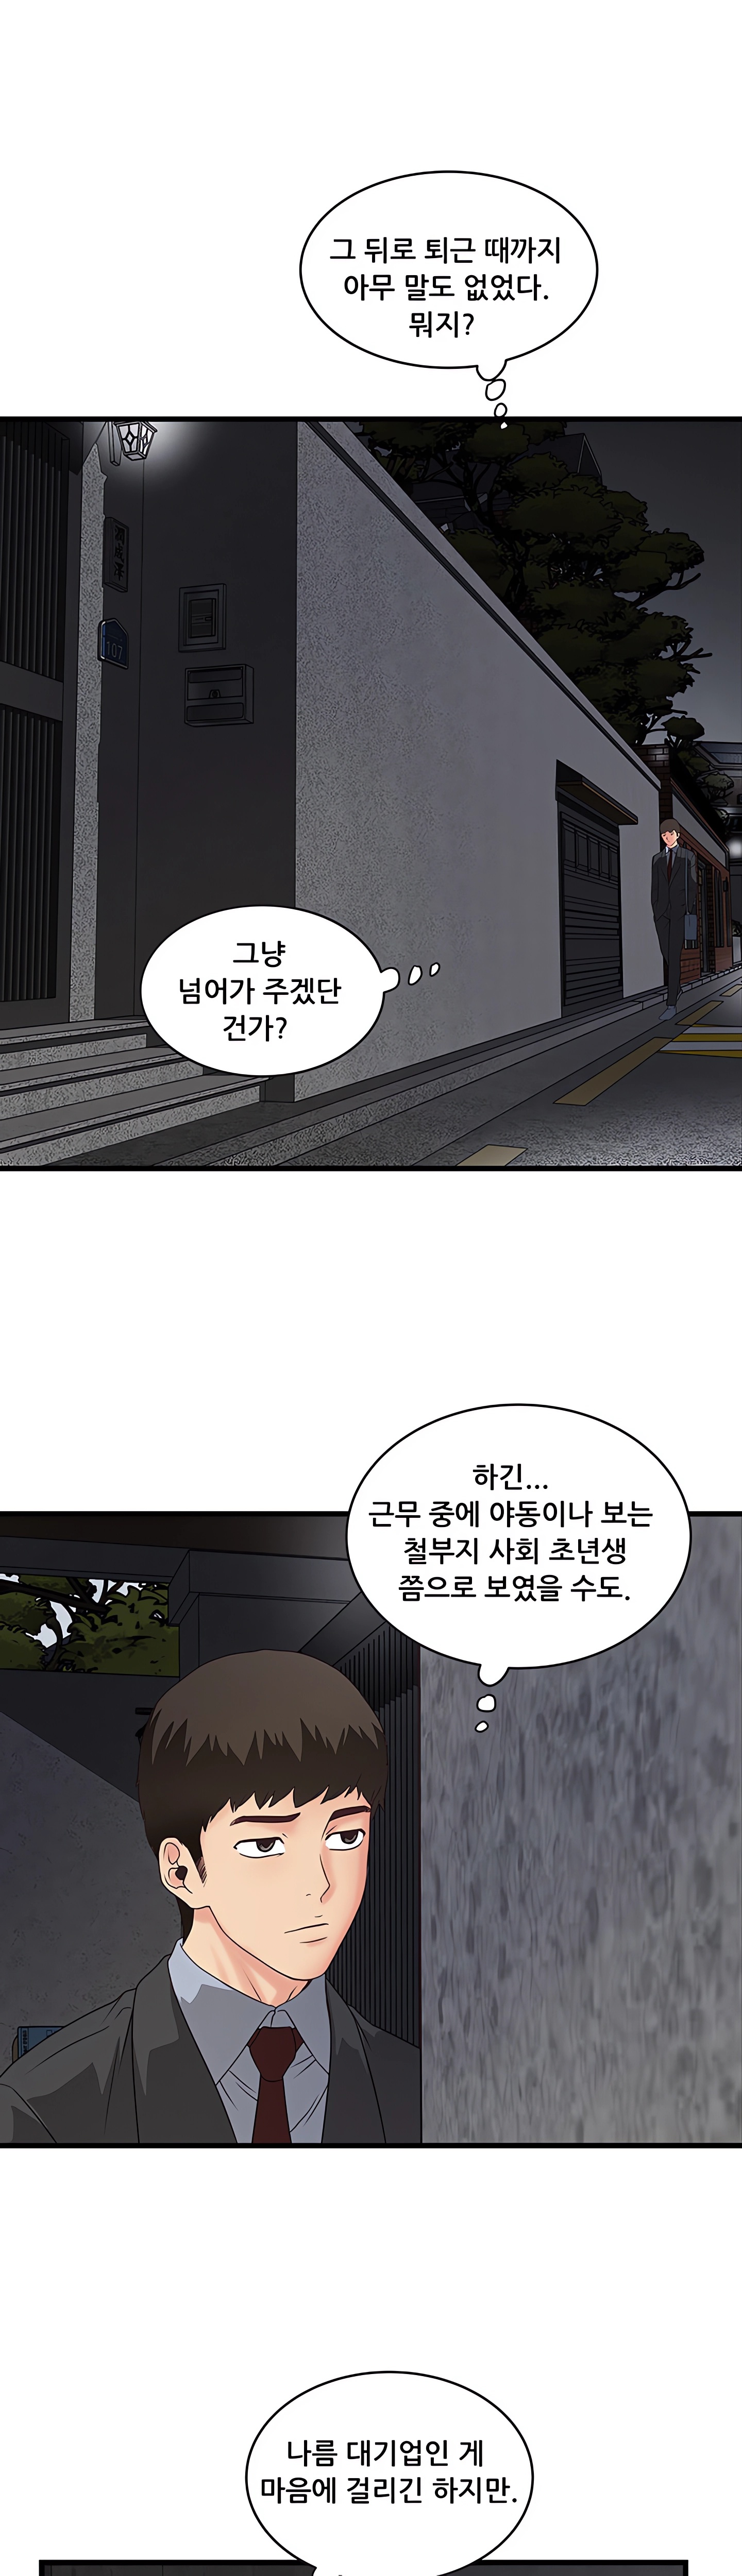 그 뒤로 퇴근 때까지
아무 말도 없었다.
뭐지?
107
그냥
넘어가 주겠단
건가?
하긴...
근무 중에 야동이나 보는
철부지 사회 초년생
쯤으로 보였을 수도.
나름 대기업인 게
마음에 걸리긴 하지만.